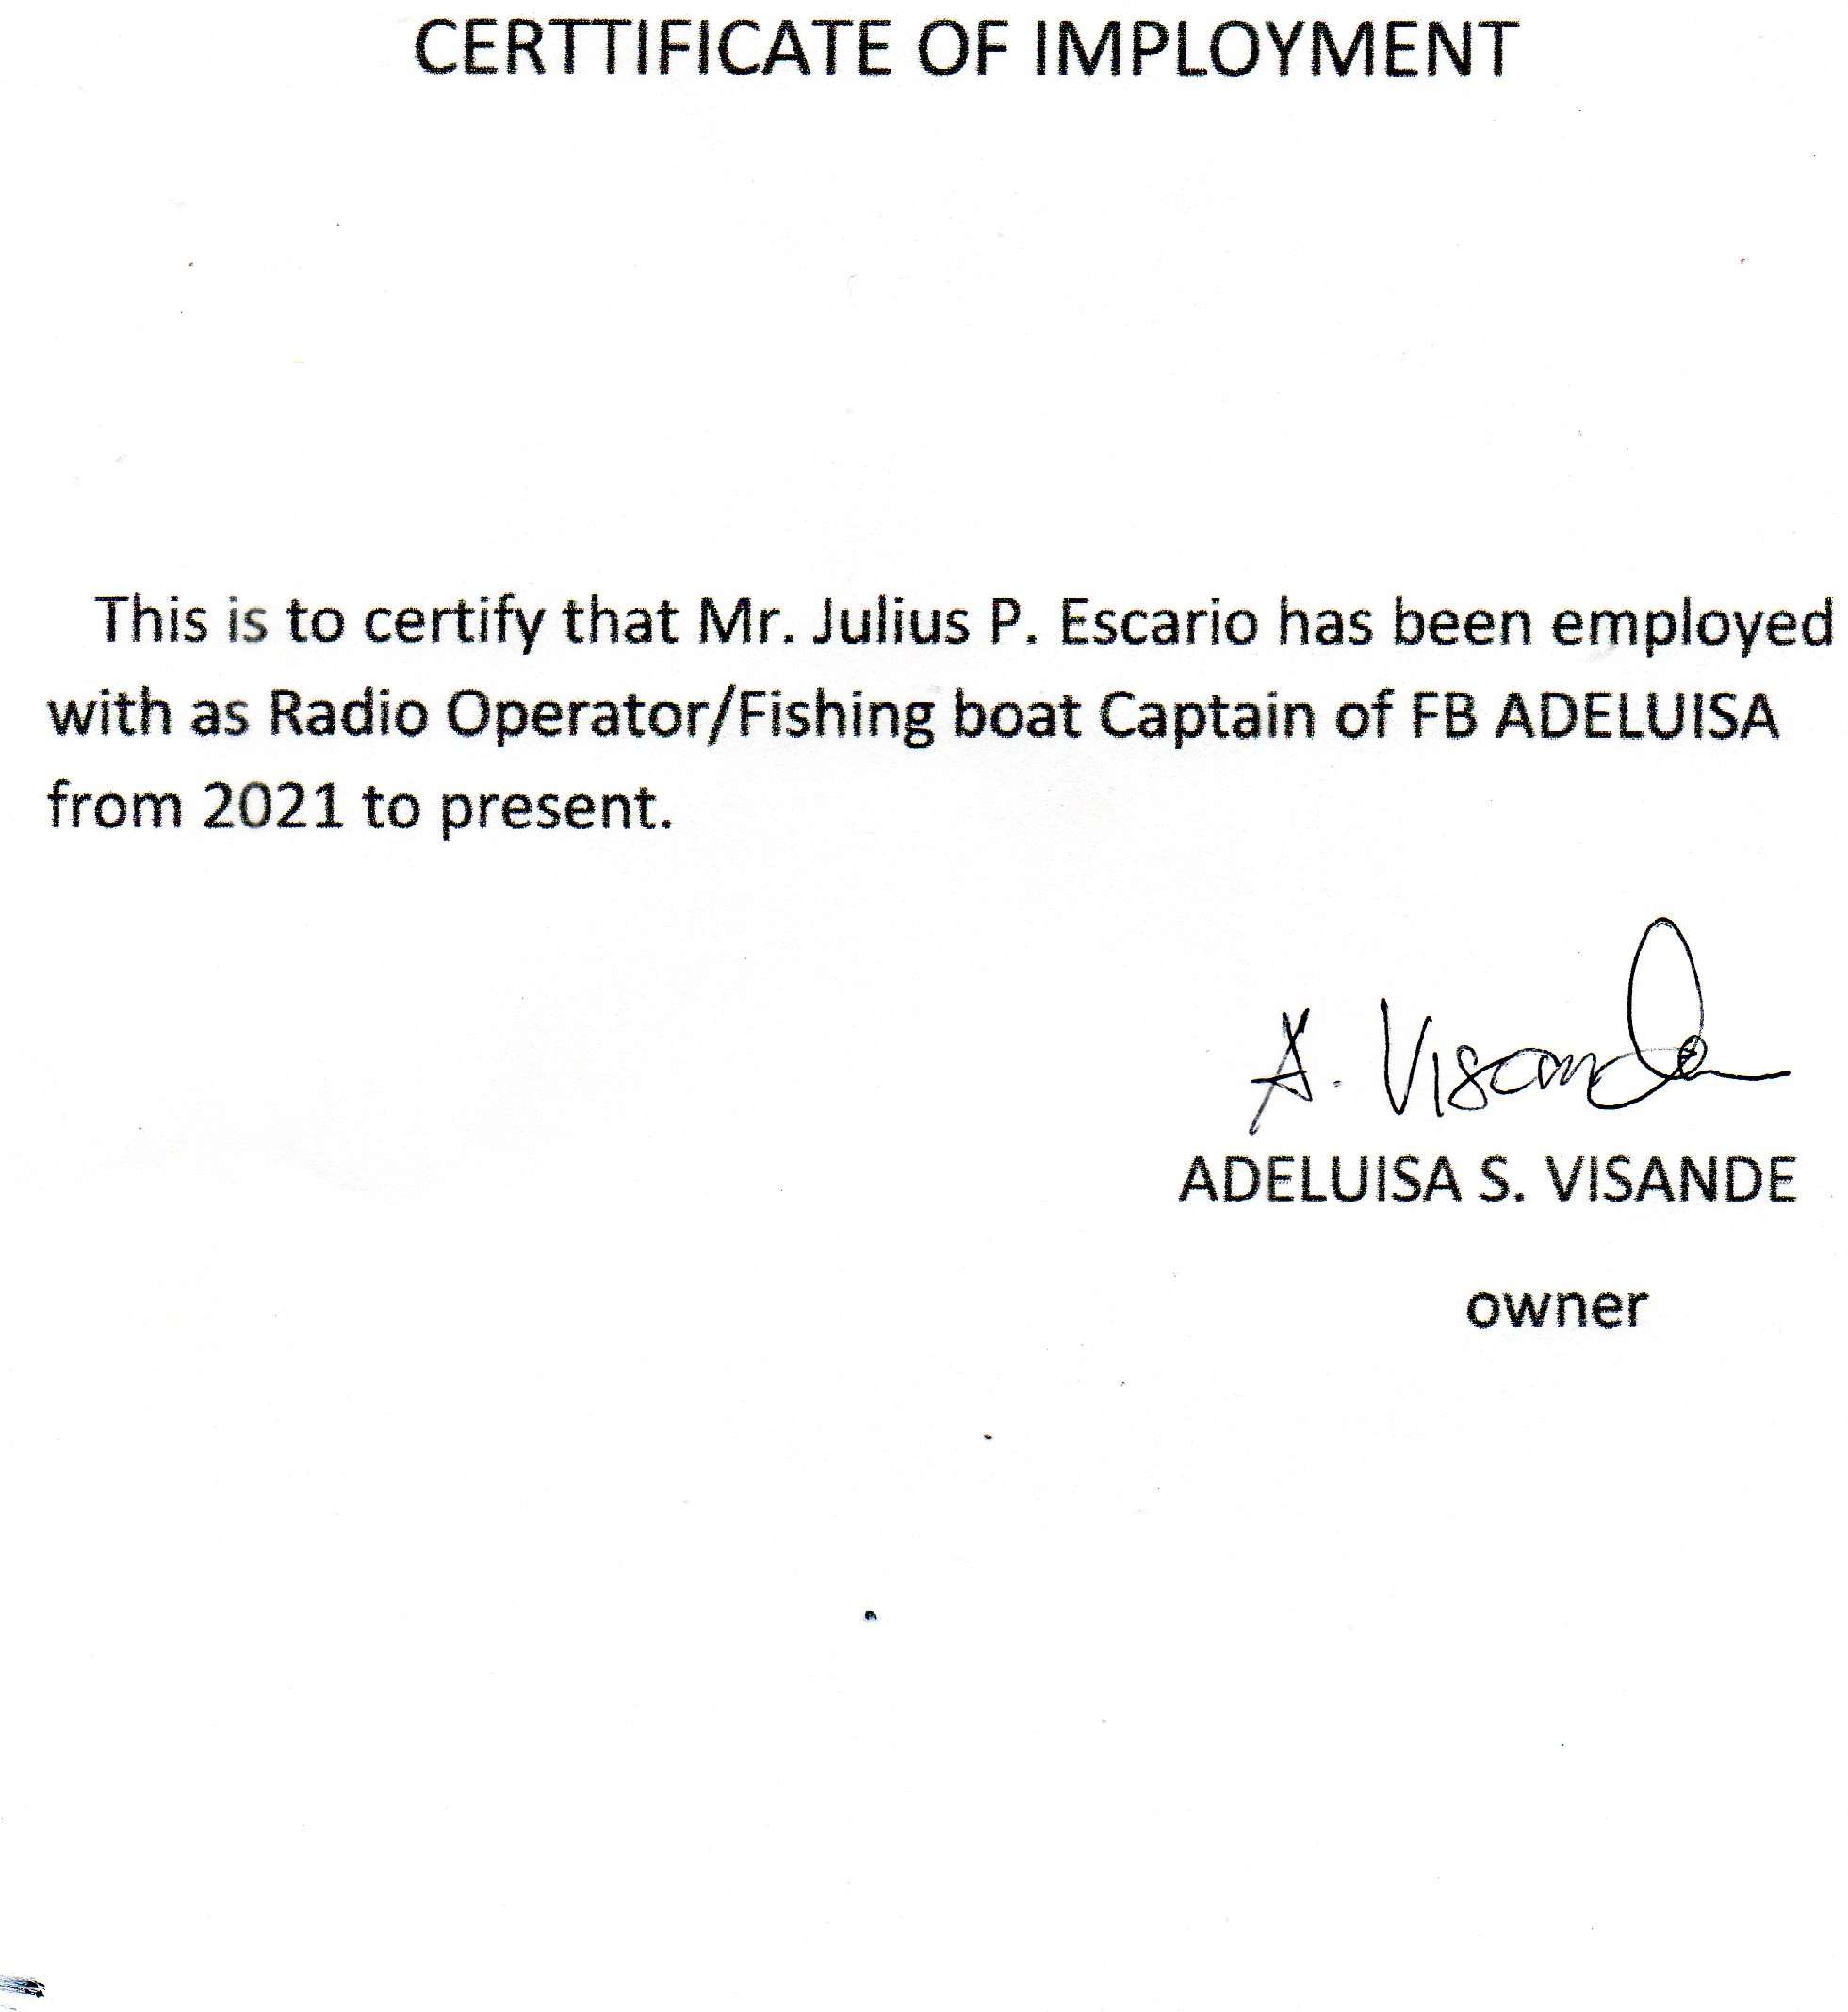 CERTTIFICATE OF IMPLOYMENT
This is to certify that Mr. Julius P. Escario has been employed
with as Radio Operator/Fishing boat Captain of FB ADELUISA
from 2021 to present.
A. Visande
ADELUISA S. VISANDE
owner